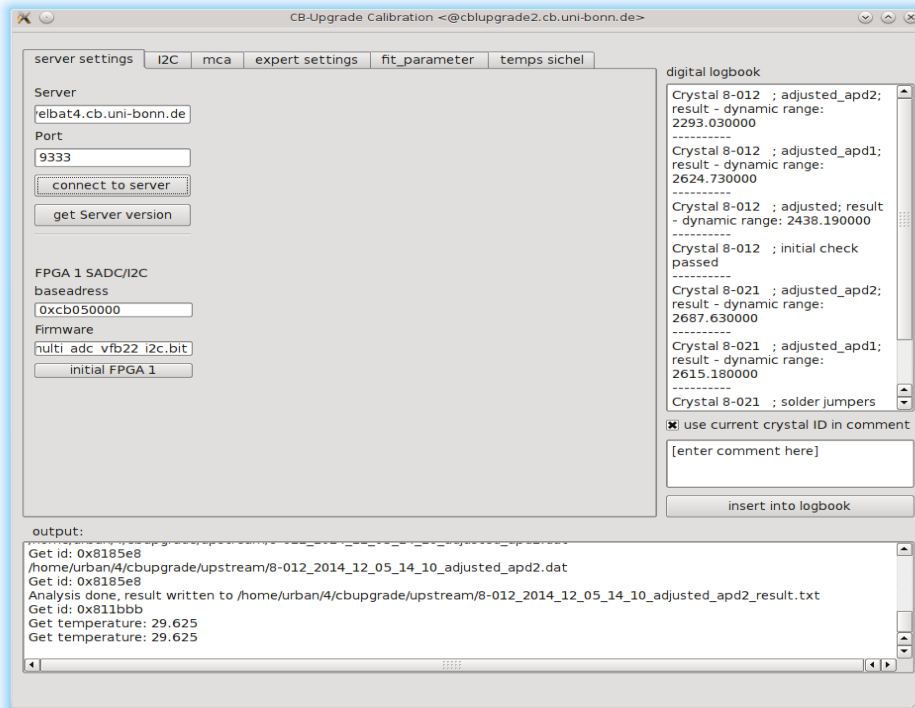 CB-Upgrade Calibration <@cblupgrade2.cb.uni-bonn.de>
server settings
I2C
mca
expert settings
fit_parameter
temps sichel
Server
elbat4.cb.uni-bonn.de
Port
9333
connect to server
get Server version
FPGA 1 SADC/I2C
baseadress
0xcb050000
Firmware
multi_adc_vfb22_i2c.bit
initial FPGA 1
digital logbook
Crystal 8-012 ; adjusted_apd2;
result - dynamic range:
2293.030000
----------
Crystal 8-012 ; adjusted_apd1;
result - dynamic range:
2624.730000
----------
Crystal 8-012 ; adjusted; result
- dynamic range: 2438.190000
----------
Crystal 8-012 ; initial check
passed
----------
Crystal 8-021 ; adjusted_apd2;
result - dynamic range:
2687.630000
----------
Crystal 8-021 ; adjusted_apd1;
result - dynamic range:
2615.180000
----------
Crystal 8-021 ; solder jumpers
use current crystal ID in comment
[enter comment here]
insert into logbook
output:
Get id: 0x8185e8
/home/urban/4/cbupgrade/upstream/8-012_2014_12_05_14_10_adjusted_apd2.dat
Get id: 0x8185e8
Analysis done, result written to /home/urban/4/cbupgrade/upstream/8-012_2014_12_05_14_10_adjusted_apd2_result.txt
Get id: 0x811bbb
Get temperature: 29.625
Get temperature: 29.625